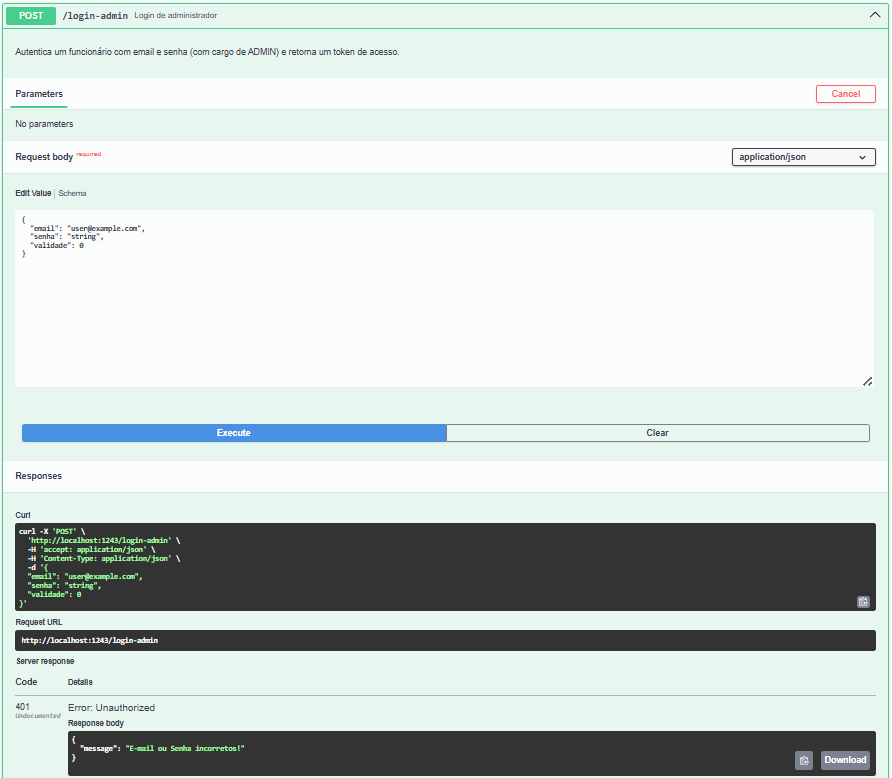 POST /login-admin Login de administrador
Autentica um funcionário com email e senha (com cargo de ADMIN) e retorna um token de acesso.
Parameters
Cancel
No parameters
Request body required
application/json
Edit Value | Schema
{
  "email": "user@example.com",
  "senha": "string",
  "validade": 0
}
Execute
Clear
Responses
Curl
curl -X 'POST' \
  'http://localhost:1243/login-admin' \
  -H 'accept: application/json' \
  -H 'Content-Type: application/json' \
  -d '{
  "email": "user@example.com",
  "senha": "string",
  "validade": 0
}'
Request URL
http://localhost:1243/login-admin
Server response
Code Details
401 Error: Unauthorized
Undocumented
Response body
{
  "message": "E-mail ou Senha incorretos!"
}
Download